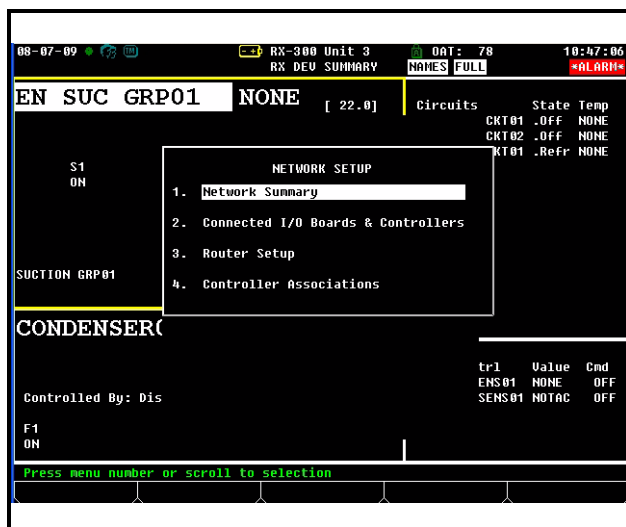 08-07-09 RX-300 Unit 3 OAT: 78 10:47:06
RX DEV SUMMARY NAMES FULL *ALARM*
EN SUC GRP01 NONE [ 22.0] Circuits State Temp
CKT01 .Off NONE
CKT02 .Off NONE
KT01 .Refr NONE
S1
ON
NETWORK SETUP
1. Network Summary
2. Connected I/O Boards & Controllers
3. Router Setup
4. Controller Associations
SUCTION GRP01
CONDENSER(
trl Value Cmd
ENS01 NONE OFF
SENS01 NOTAC OFF
Controlled By: Dis
F1
ON
Press menu number or scroll to selection